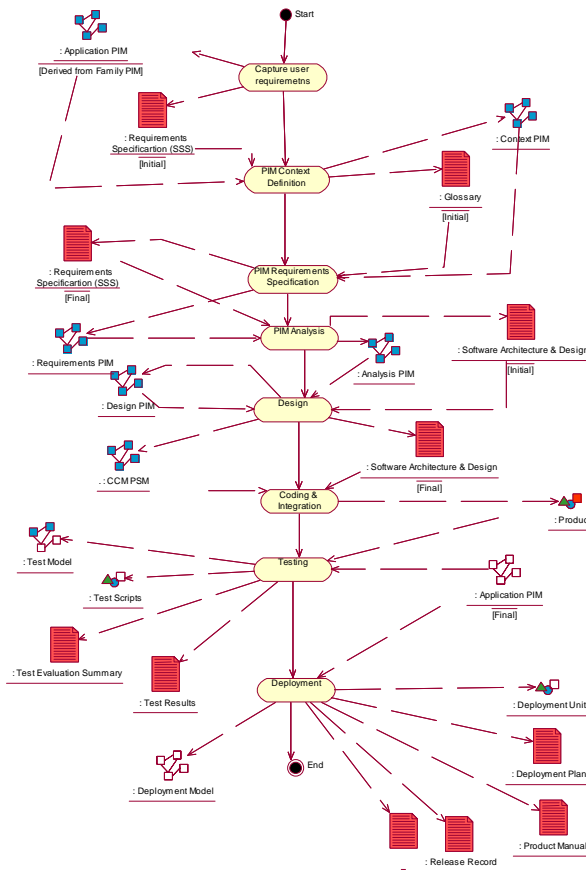 Start
: Application PIM
[Derived from Family PIM]
Capture user
requiremetns
: Requirements
Specificartion (SSS)
[Initial]
: Context PIM
PIM Context
Definition
: Glossary
[Initial]
PIM Requirements
Specification
: Requirements
Specificartion (SSS)
[Final]
PIM Analysis
: Software Architecture & Design
[Initial]
: Requirements PIM
: Analysis PIM
: Design PIM
Design
: Software Architecture & Design
[Final]
. : CCM PSM
Coding &
Integration
: Product
: Test Model
Testing
: Application PIM
[Final]
: Test Scripts
: Test Evaluation Summary
: Test Results
Deployment
: Deployment Unit
End
: Deployment Plan
: Deployment Model
: Product Manual
: Release Record